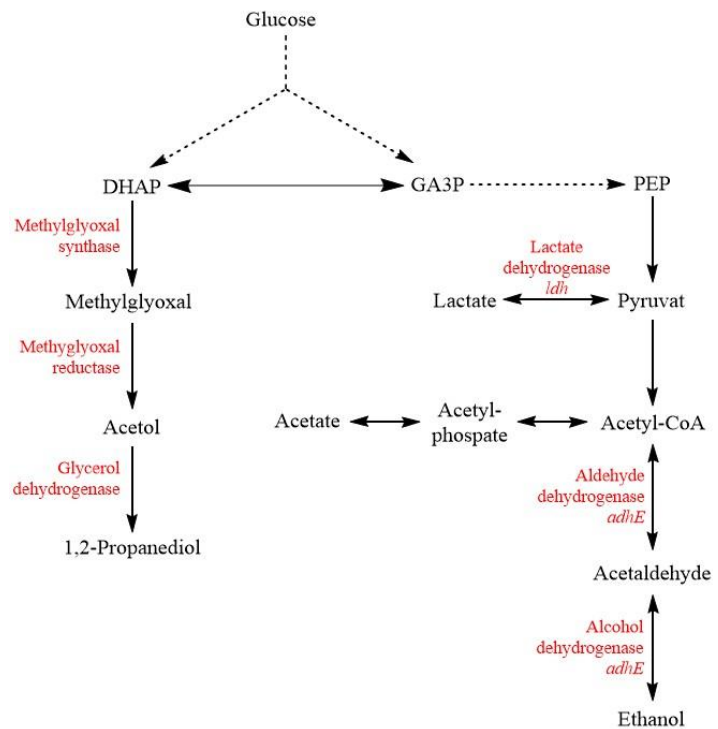 Glucose
DHAP
GA3P
PEP
Methylglyoxal
synthase
Lactate
dehydrogenase
ldh
Methylglyoxal
Lactate
Pyruvat
Methyglyoxal
reductase
Acetol
Acetate
Acetyl-
phospate
Acetyl-CoA
Glycerol
dehydrogenase
Aldehyde
dehydrogenase
adhE
1,2-Propanediol
Acetaldehyde
Alcohol
dehydrogenase
adhE
Ethanol